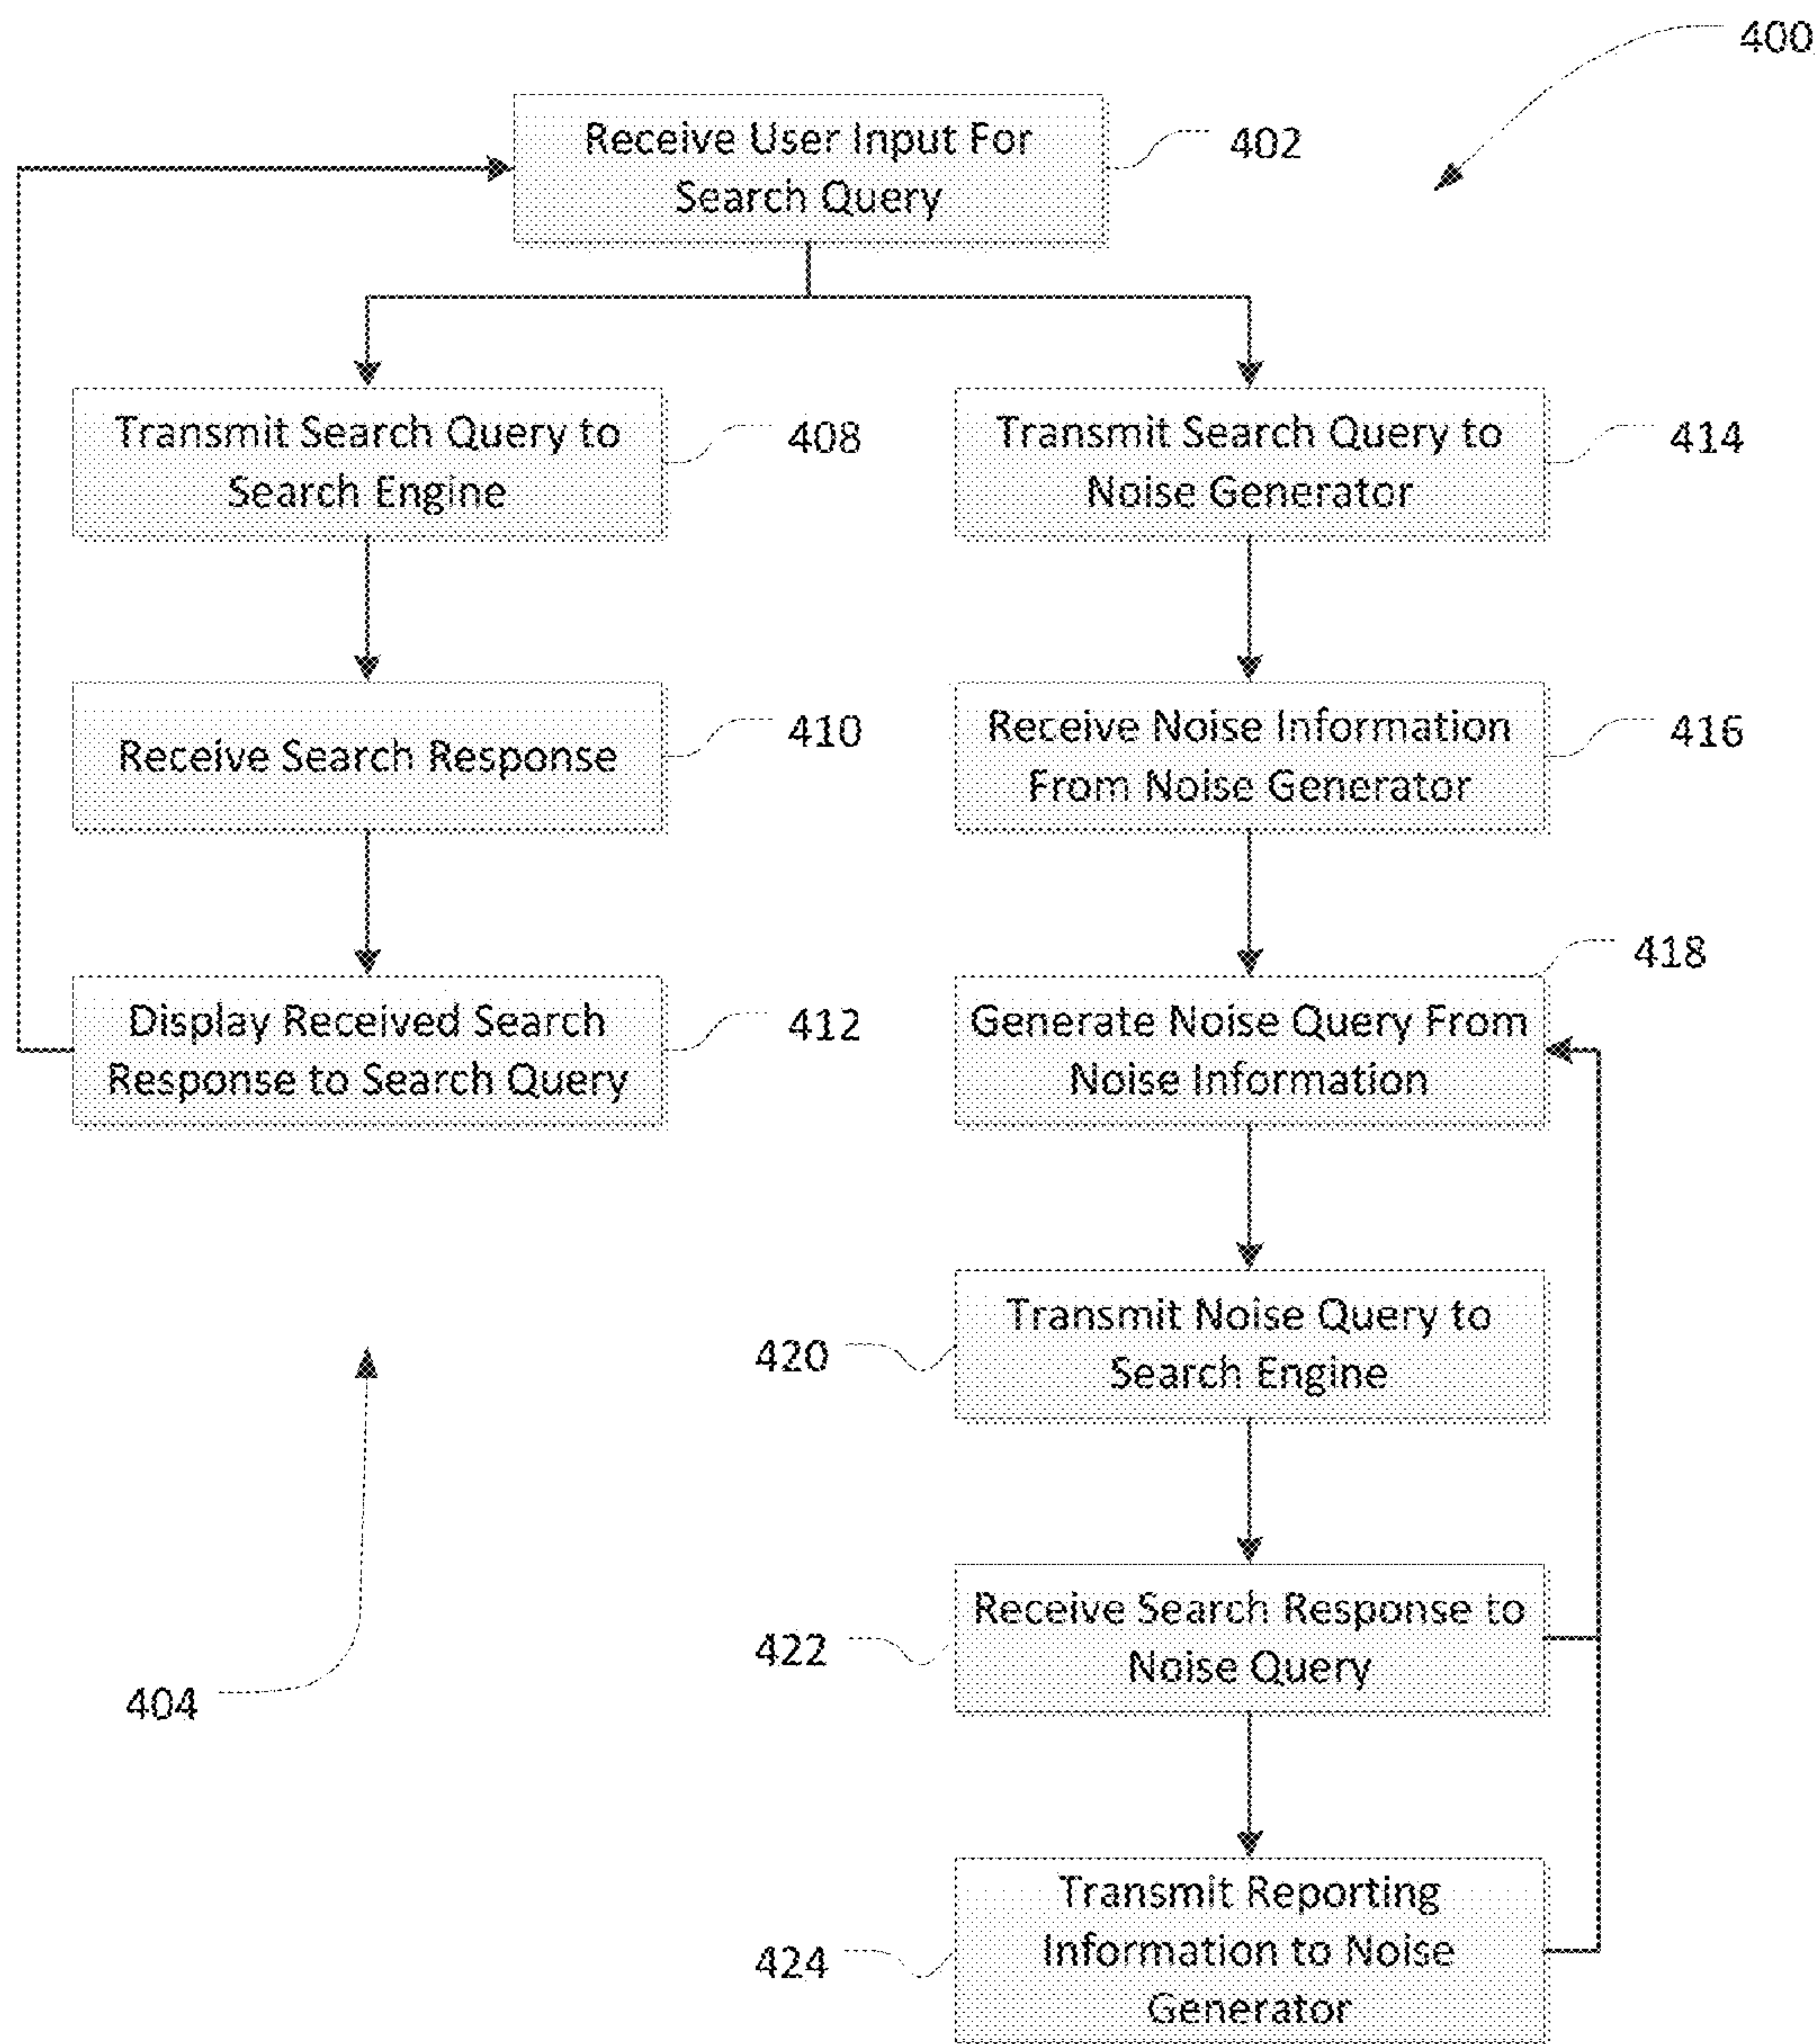 400
Receive User Input For
Search Query
402
Transmit Search Query to
Search Engine
408
Transmit Search Query to
Noise Generator
414
Receive Search Response
410
Receive Noise Information
From Noise Generator
416
Display Received Search
Response to Search Query
412
Generate Noise Query From
Noise Information
418
Transmit Noise Query to
Search Engine
420
Receive Search Response to
Noise Query
422
404
Transmit Reporting
Information to Noise
Generator
424